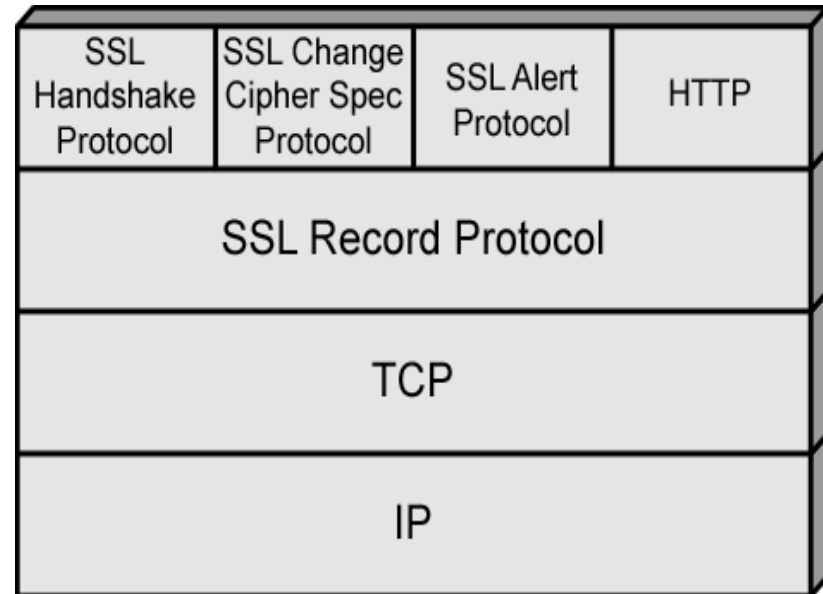 SSL
Handshake
Protocol
SSL Change
Cipher Spec
Protocol
SSL Alert
Protocol
HTTP
SSL Record Protocol
TCP
IP